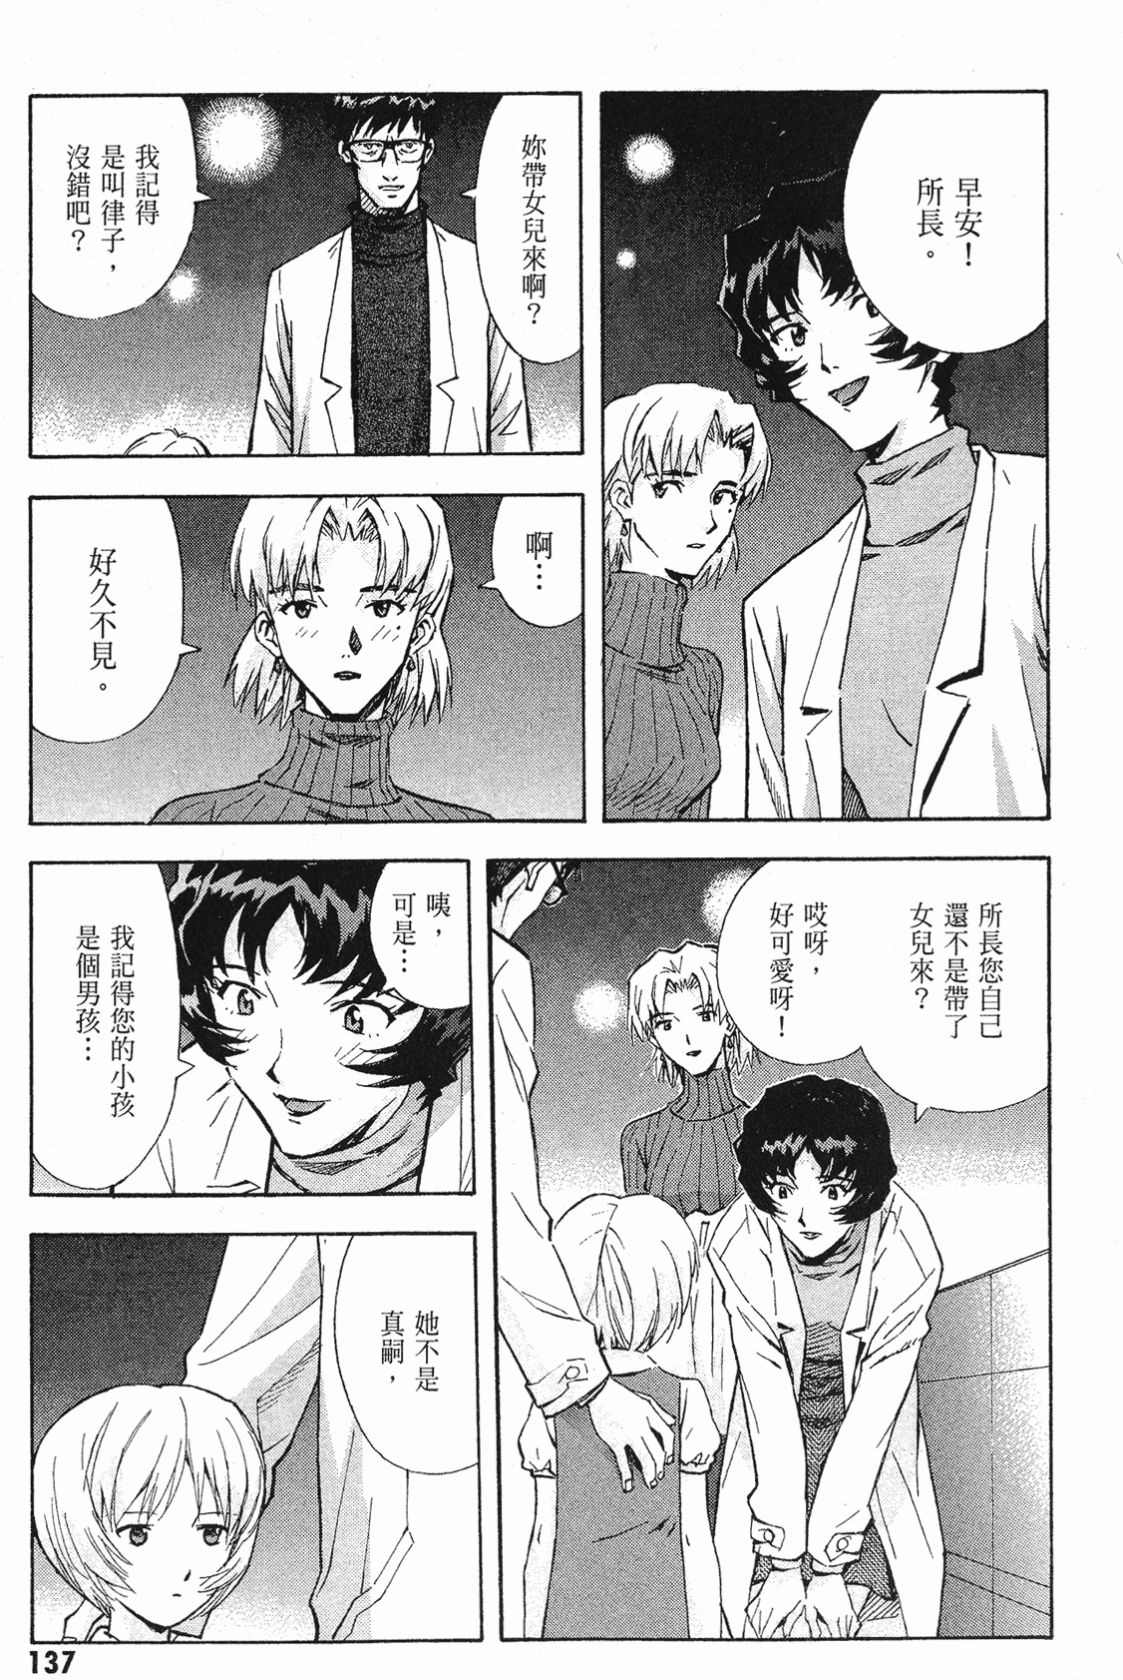 早安！
所長。
妳帶女兒來啊？
我記得
是叫律子，
沒錯吧？
啊…
好久不見。
所長您自己
還不是帶了
女兒來？
哎呀，
好可愛呀！
咦，
可是…
我記得您的小孩
是個男孩…
她不是
真嗣，
137